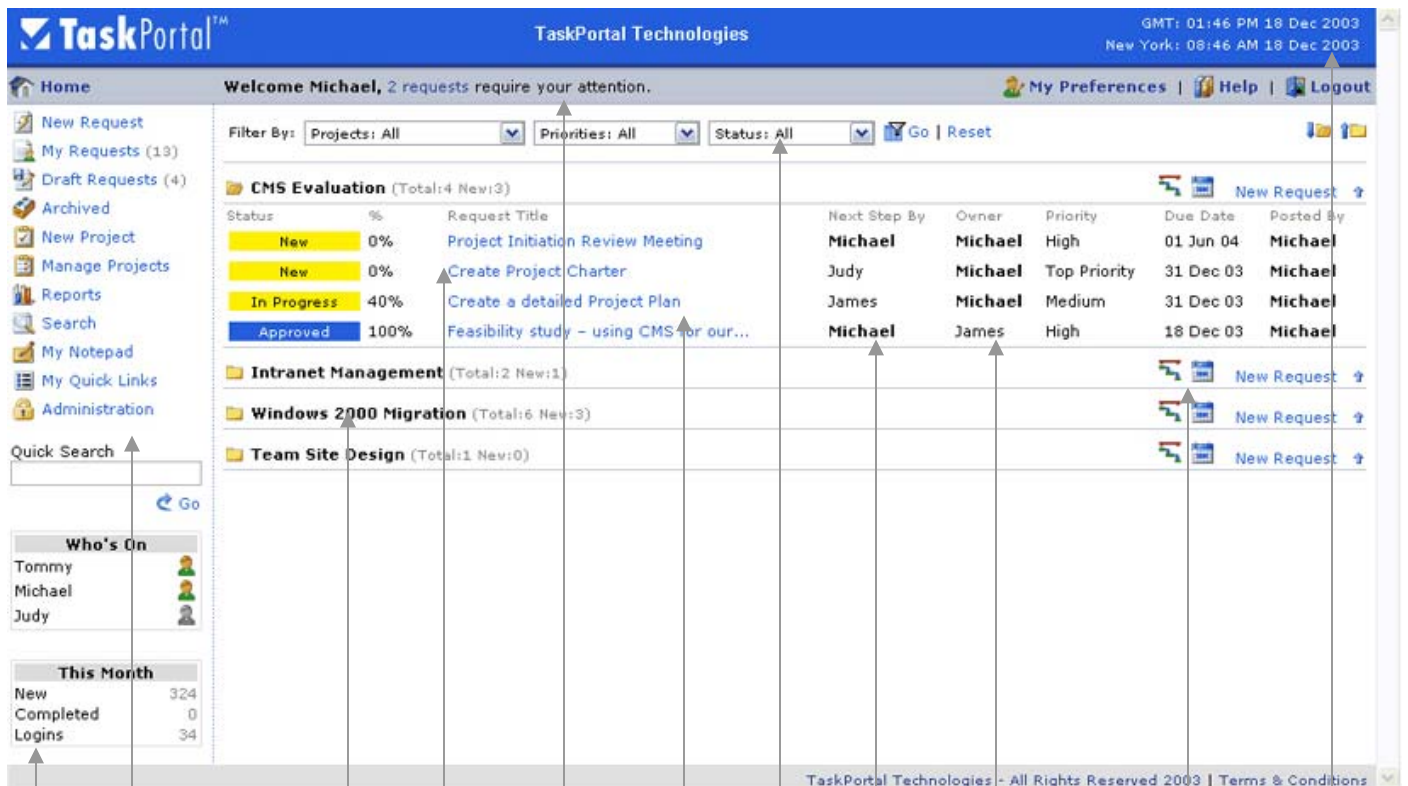 TaskPortal™
TaskPortal Technologies
GMT: 01:46 PM 18 Dec 2003
New York: 08:46 AM 18 Dec 2003
Home
Welcome Michael, 2 requests require your attention.
My Preferences | Help | Logout
New Request
My Requests (13)
Draft Requests (4)
Archived
New Project
Manage Projects
Reports
Search
My Notepad
My Quick Links
Administration
Quick Search
Go
Who's On
Tommy
Michael
Judy
This Month
New 324
Completed 0
Logins 34
Filter By: Projects: All Priorities: All Status: All Go | Reset
CMS Evaluation (Total:4 New:3) New Request
Status % Request Title Next Step By Owner Priority Due Date Posted By
New 0% Project Initiation Review Meeting Michael Michael High 01 Jun 04 Michael
New 0% Create Project Charter Judy Michael Top Priority 31 Dec 03 Michael
In Progress 40% Create a detailed Project Plan James Michael Medium 31 Dec 03 Michael
Approved 100% Feasibility study – using CMS for our... Michael James High 18 Dec 03 Michael
Intranet Management (Total:2 New:1) New Request
Windows 2000 Migration (Total:6 New:3) New Request
Team Site Design (Total:1 New:0) New Request
TaskPortal Technologies - All Rights Reserved 2003 | Terms & Conditions